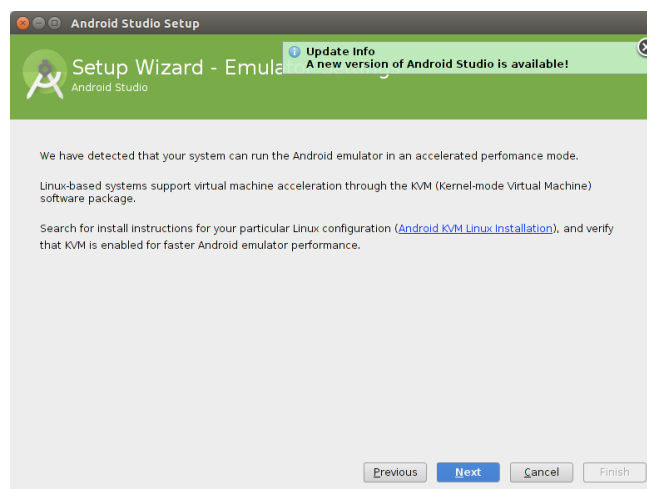 Android Studio Setup
Update Info
A new version of Android Studio is available!
Setup Wizard - Emula
Android Studio
We have detected that your system can run the Android emulator in an accelerated perfomance mode.
Linux-based systems support virtual machine acceleration through the KVM (Kernel-mode Virtual Machine)
software package.
Search for install instructions for your particular Linux configuration (Android KVM Linux Installation), and verify
that KVM is enabled for faster Android emulator performance.
Previous
Next
Cancel
Finish